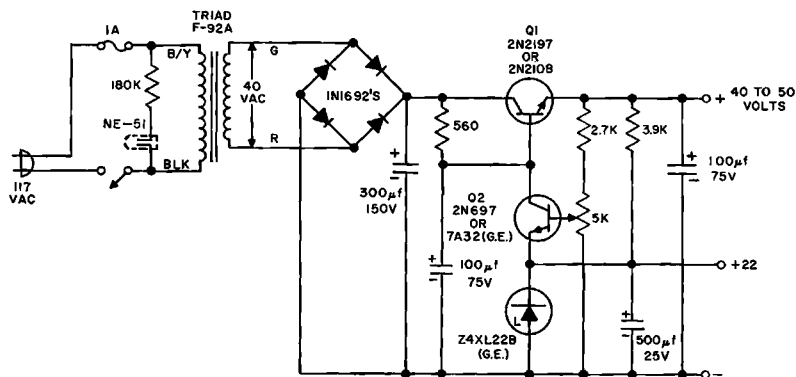 TRIAD
F-92A
1A
B/Y
180K
NE-51
BLK
117
VAC
G
40
VAC
R
1N1692'S
300µf
150V
+
−
560
Q1
2N2197
OR
2N2108
Q2
2N697
OR
7A32(G.E.)
+
−
100µf
75V
Z4XL22B
(G.E.)
L
2.7K
3.9K
5K
+
−
100µf
75V
+ 40 TO 50
VOLTS
+22
+
−
500µf
25V
−